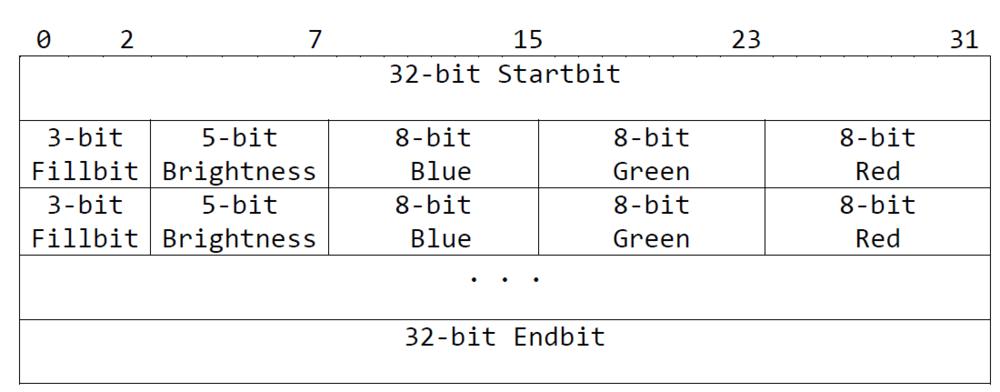 0 2 7 15 23 31
32-bit Startbit
3-bit 5-bit 8-bit 8-bit 8-bit
Fillbit Brightness Blue Green Red
3-bit 5-bit 8-bit 8-bit 8-bit
Fillbit Brightness Blue Green Red
. . .
32-bit Endbit